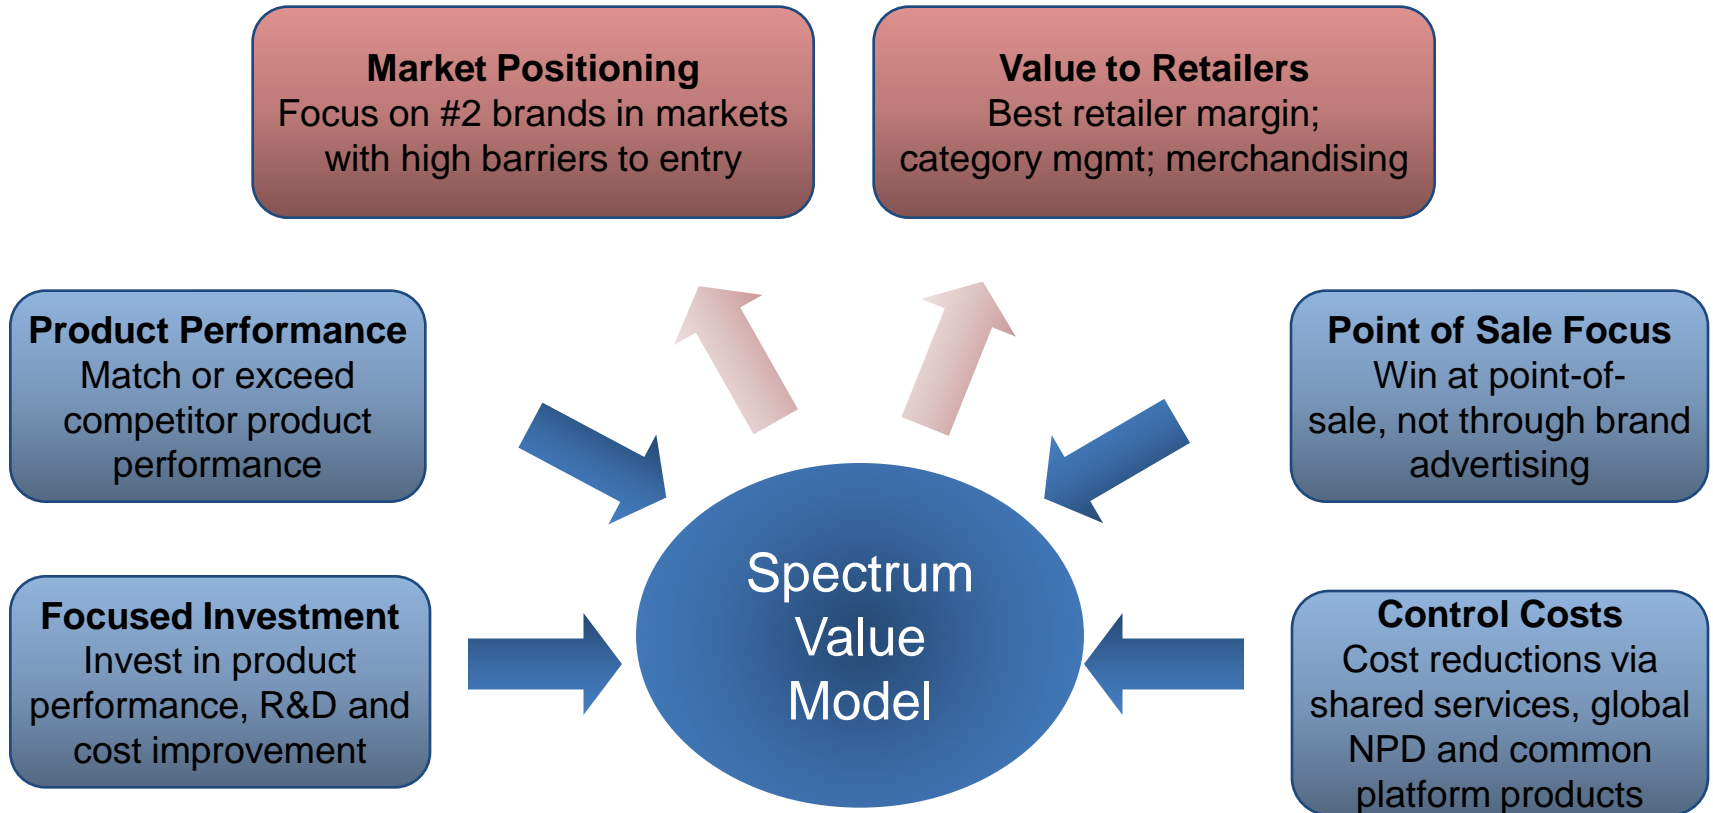 Market Positioning
Focus on #2 brands in markets
with high barriers to entry
Value to Retailers
Best retailer margin;
category mgmt; merchandising
Product Performance
Match or exceed
competitor product
performance
Point of Sale Focus
Win at point-of-
sale, not through brand
advertising
Focused Investment
Invest in product
performance, R&D and
cost improvement
Spectrum
Value
Model
Control Costs
Cost reductions via
shared services, global
NPD and common
platform products